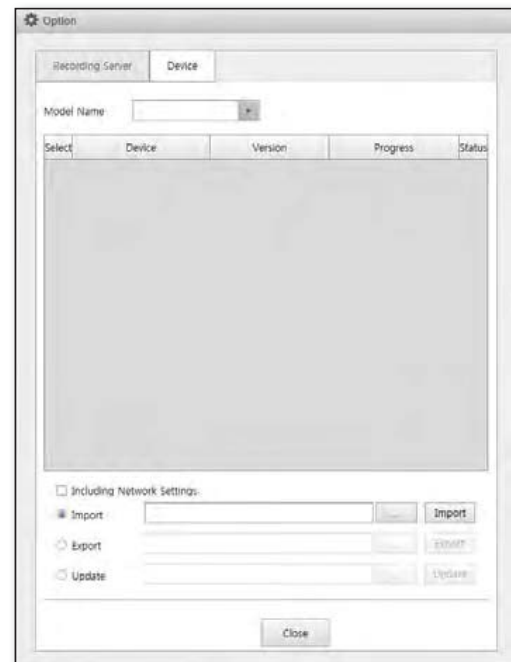 Option
Recording Server Device
Model Name
Select Device Version Progress Status
Including Network Settings
Import ... Import
Export ... Export
Update ... Update
Close